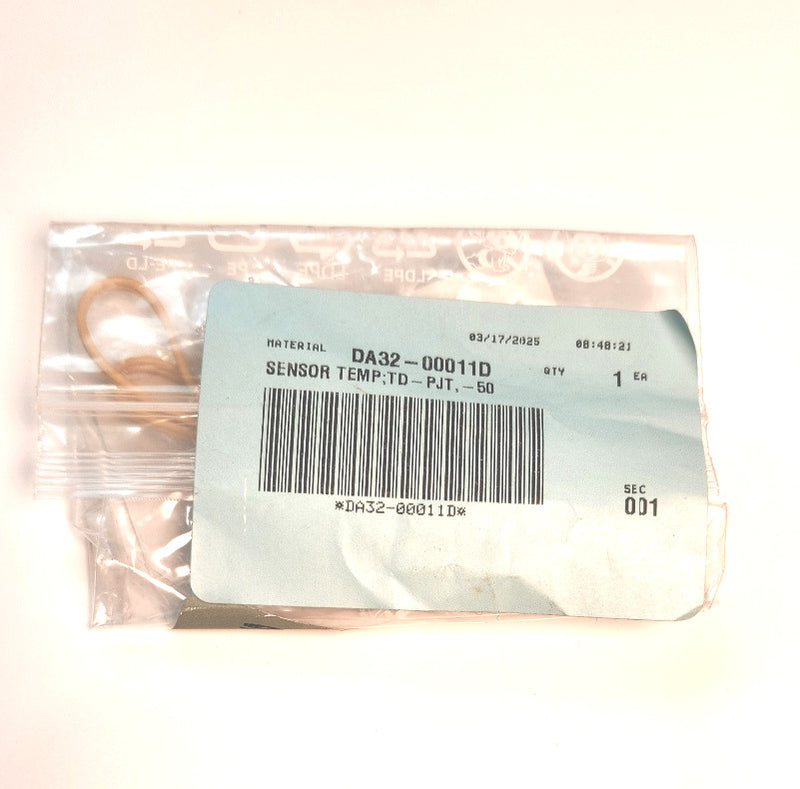 03/17/2025 08:48:21
MATERIAL DA32-00011D QTY 1 EA
SENSOR TEMP;TD-PJT,-50
*DA32-00011D*
SEC
001
LDPE